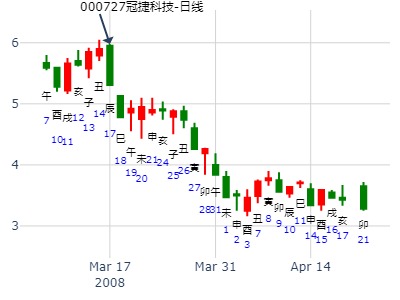 000727冠捷科技-日线
6
5
4
3
午
7
酉
10
戌
11
亥
12
子
13
丑
14
辰
17
巳
18
午
19
未
20
申
21
亥
24
子
25
丑
26
寅
27
卯
28
午
31
未
1
申
2
酉
3
丑
7
寅
8
卯
9
辰
10
巳
11
申
14
酉
15
戌
16
亥
17
卯
21
Mar 17
2008
Mar 31
Apr 14